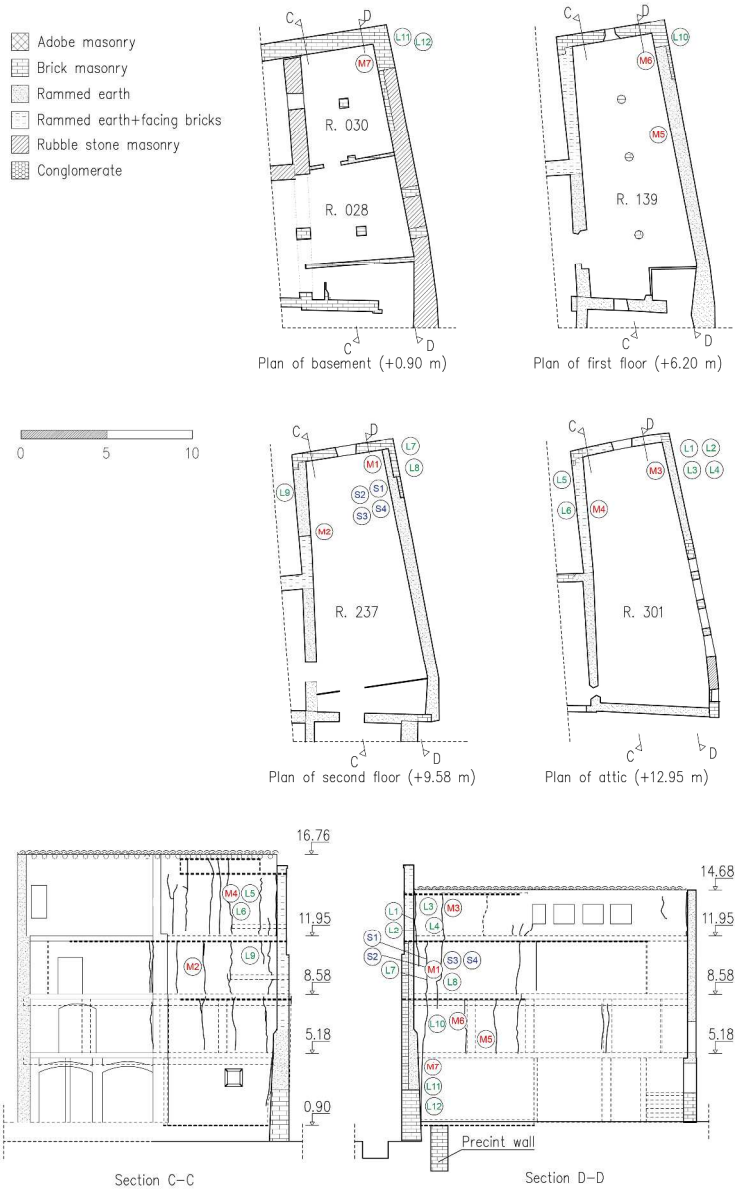 Adobe masonry
Brick masonry
Rammed earth
Rammed earth+facing bricks
Rubble stone masonry
Conglomerate
C
D
L11
L12
M7
R. 030
R. 028
C
D
Plan of basement (+0.90 m)
C
D
L10
M6
M5
R. 139
C
D
Plan of first floor (+6.20 m)
0
5
10
C
D
L7
L8
L9
M1
S2
S1
S3
S4
M2
R. 237
C
D
Plan of second floor (+9.58 m)
C
D
L1
L2
L3
L4
L5
L6
M3
M4
R. 301
C
D
Plan of attic (+12.95 m)
16.76
M4
L5
L6
11.95
M2
L9
8.58
5.18
0.90
Section C-C
14.68
L1
L3
M3
L2
L4
11.95
S1
S2
L7
M1
S3
S4
L8
8.58
L10
M6
M5
5.18
M7
L11
L12
Precint wall
Section D-D